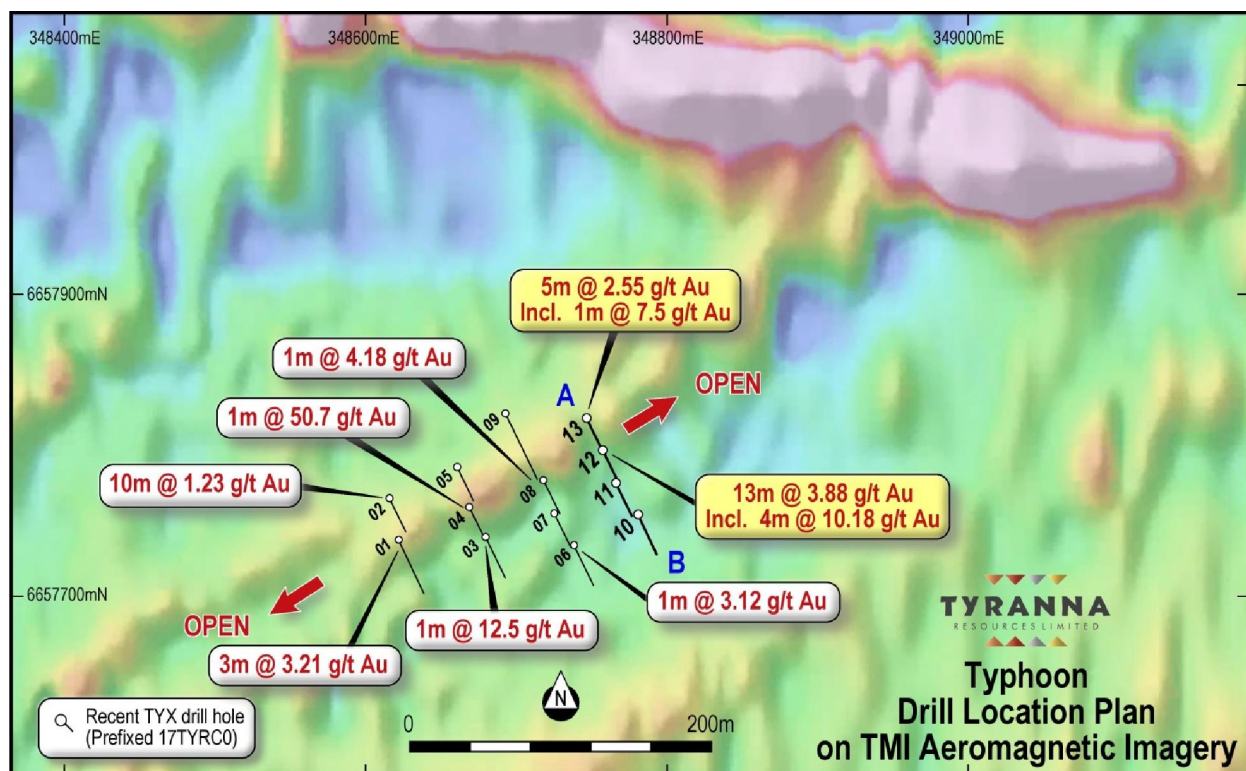 348400mE
348600mE
348800mE
349000mE
6657900mN
5m @ 2.55 g/t Au
Incl. 1m @ 7.5 g/t Au
1m @ 4.18 g/t Au
A
OPEN
09
13
1m @ 50.7 g/t Au
12
05
10m @ 1.23 g/t Au
08
11
13m @ 3.88 g/t Au
Incl. 4m @ 10.18 g/t Au
02
04
07
10
01
03
06
B
6657700mN
1m @ 3.12 g/t Au
OPEN
1m @ 12.5 g/t Au
3m @ 3.21 g/t Au
TYRANNA
RESOURCES LIMITED
Typhoon
Drill Location Plan
on TMI Aeromagnetic Imagery
N
Recent TYX drill hole
(Prefixed 17TYRC0)
0
200m